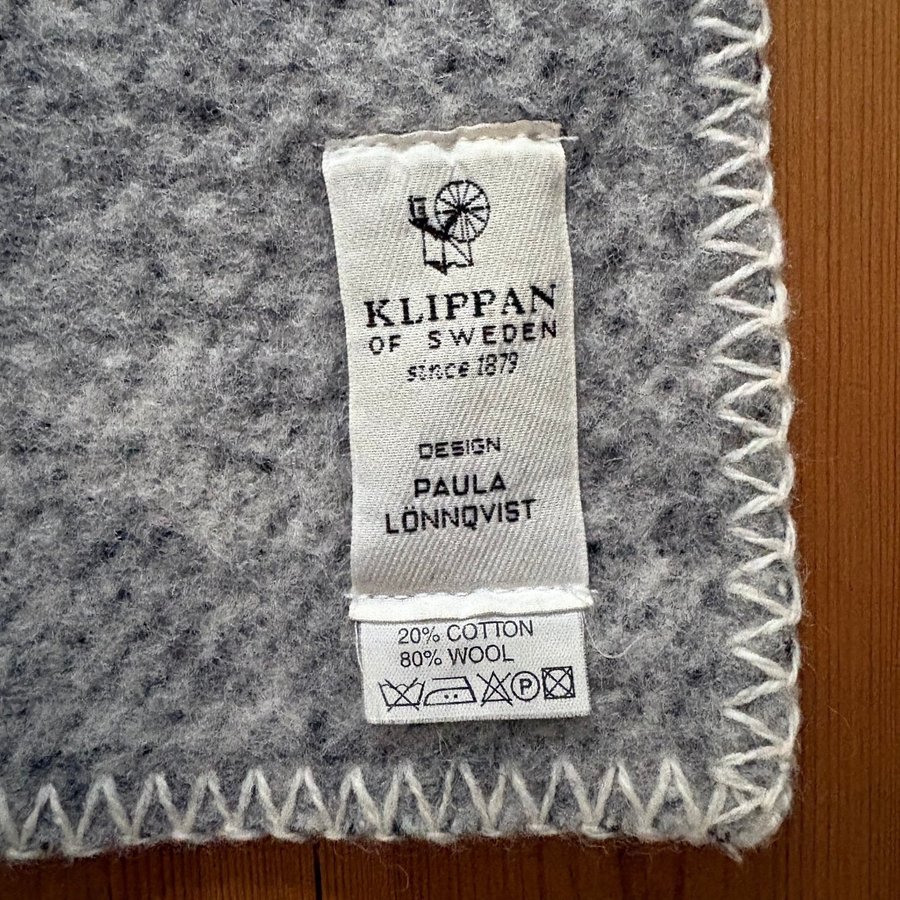 KLIPPAN
OF SWEDEN
since 1879
DESIGN
PAULA
LÖNNQVIST
20% COTTON
80% WOOL
P